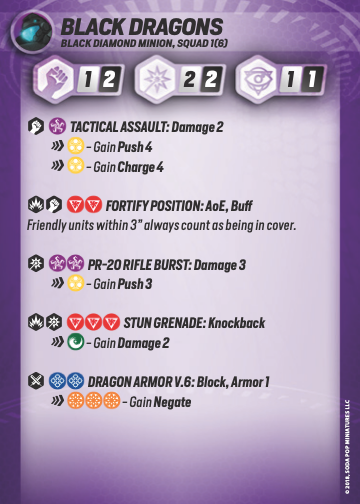 BLACK DRAGONS
BLACK DIAMOND MINION, SQUAD 1(6)
1 2 2 2 1 1
TACTICAL ASSAULT: Damage 2
– Gain Push 4
– Gain Charge 4
FORTIFY POSITION: AoE, Buff
Friendly units within 3" always count as being in cover.
PR-20 RIFLE BURST: Damage 3
– Gain Push 3
STUN GRENADE: Knockback
– Gain Damage 2
DRAGON ARMOR V.6: Block, Armor 1
– Gain Negate
© 2018, SODA POP MINIATURES LLC